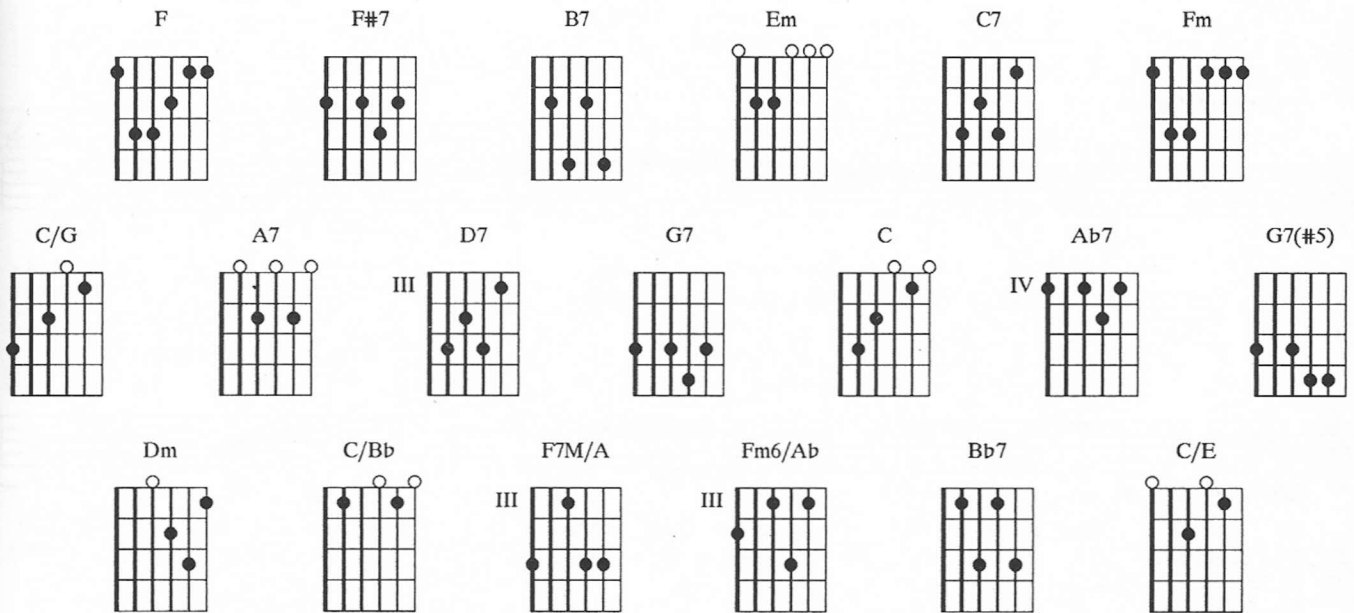 F F#7 B7 Em C7 Fm
C/G A7 D7 G7 C Ab7 G7(#5)
III IV
Dm C/Bb F7M/A Fm6/Ab Bb7 C/E
III III